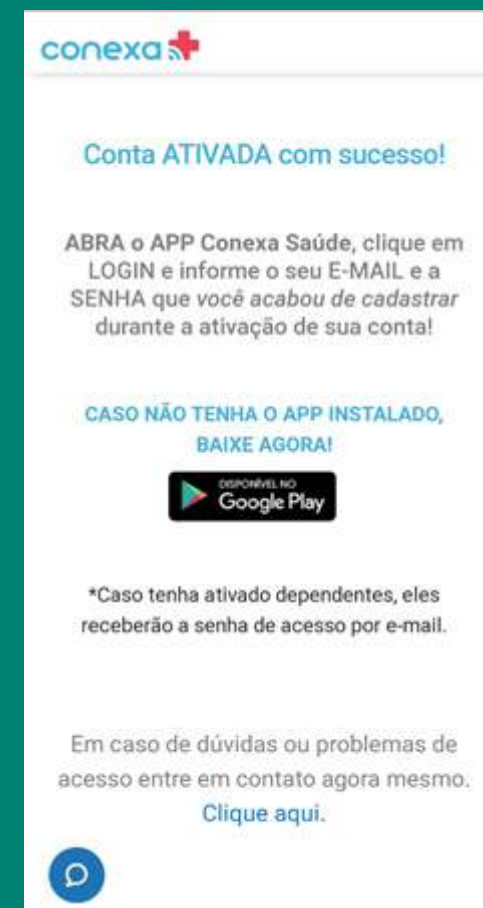 conexa
Conta ATIVADA com sucesso!
ABRA o APP Conexa Saúde, clique em
LOGIN e informe o seu E-MAIL e a
SENHA que você acabou de cadastrar
durante a ativação de sua conta!
CASO NÃO TENHA O APP INSTALADO,
BAIXE AGORA!
DISPONÍVEL NO
Google Play
*Caso tenha ativado dependentes, eles
receberão a senha de acesso por e-mail.
Em caso de dúvidas ou problemas de
acesso entre em contato agora mesmo.
Clique aqui.